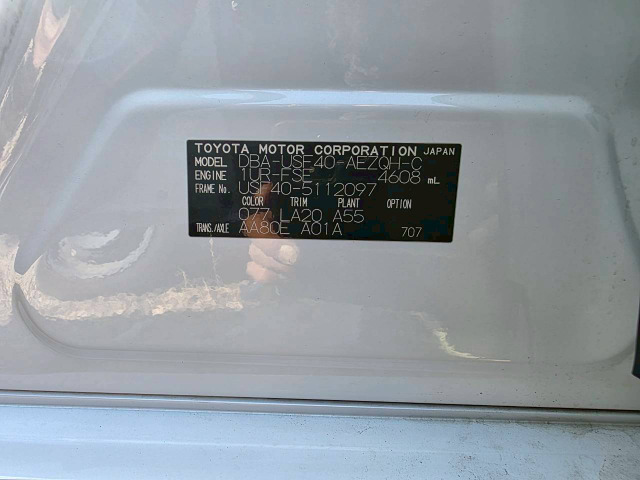 TOYOTA MOTOR CORPORATION JAPAN
MODEL DBA-USF40-AEZQH-C
ENGINE 1UR-FSE 4608 mL
FRAME No. USF40-5112097
COLOR TRIM PLANT OPTION
077 LA20 A55
TRANS./AXLE AA80E A01A 707